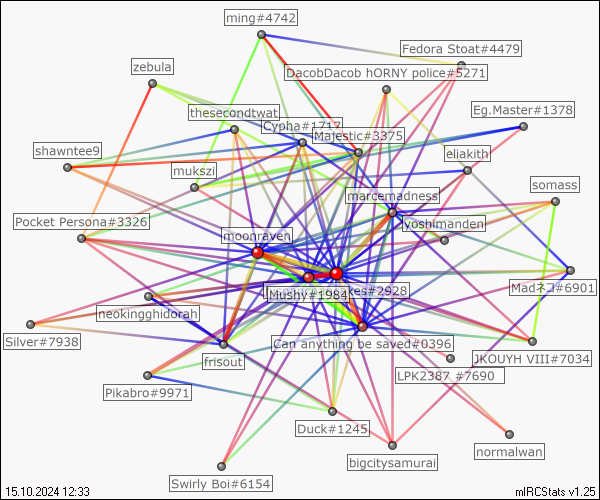 ming#4742
Fedora Stoat#4479
zebula
DacobDacob hORNY police#5271
Eg.Master#1378
thesecondtwat
Cypha#1717
Majestic#3375
shawntee9
eliakith
mukszi
marcemadness
somass
Pocket Persona#3326
yoshimanden
moonraven
Mushy#1984
kes#2928
Madネコ#6901
neokingghidorah
Silver#7938
Can anything be saved#0396
frisout
JKOUYH VIII#7034
LPK2387 #7690
Pikabro#9971
Duck#1245
normalwan
bigcitysamurai
Swirly Boi#6154
15.10.2024 12:33
mIRCStats v1.25